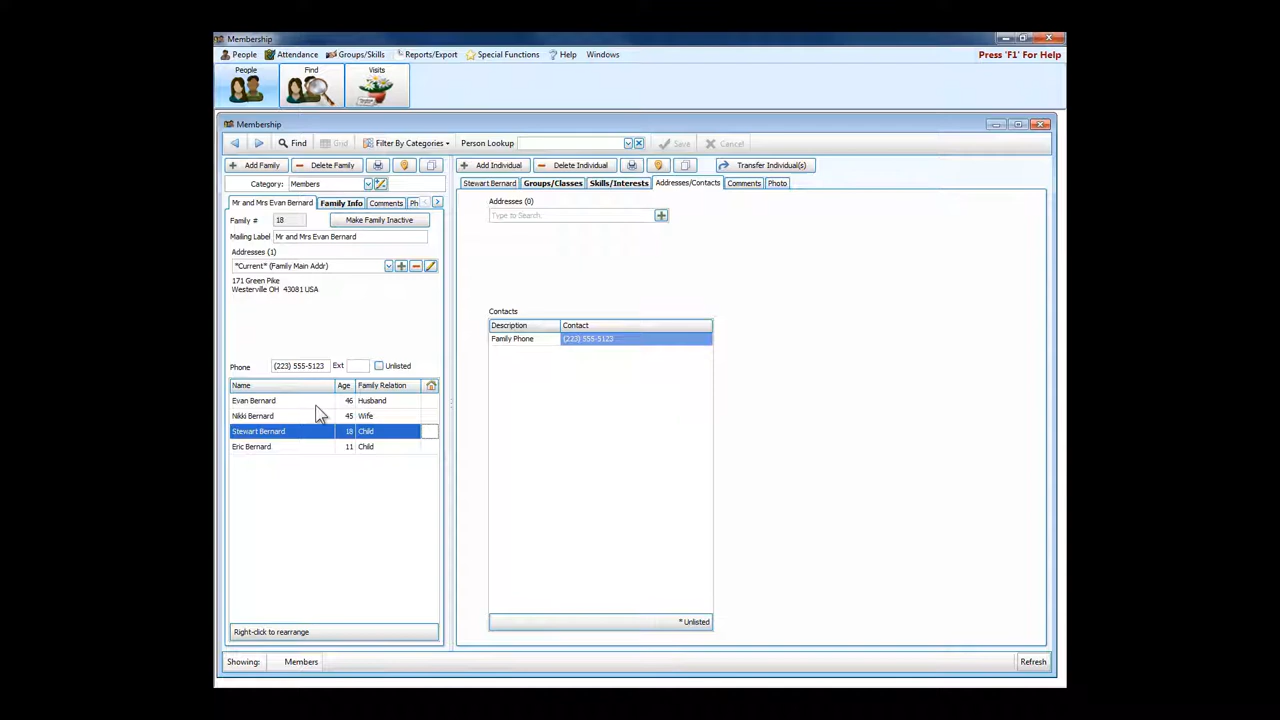 Membership
People Attendance Groups/Skills Reports/Export Special Functions Help Windows Press 'F1' For Help
People Find Visits
Membership
Find Grid Filter By Categories Person Lookup Save Cancel
Add Family Delete Family Add Individual Delete Individual Transfer Individual(s)
Category: Members
Stewart Bernard Groups/Classes Skills/Interests Addresses/Contacts Comments Photo
Mr and Mrs Evan Bernard Family Info Comments Ph
Family # 18 Make Family Inactive
Mailing Label Mr and Mrs Evan Bernard
Addresses (1)
*Current* (Family Main Addr)
171 Green Pike
Westerville OH 43081 USA
Phone (223) 555-5123 Ext Unlisted
Name Age Family Relation
Evan Bernard 46 Husband
Nikki Bernard 45 Wife
Stewart Bernard 18 Child
Eric Bernard 11 Child
Right-click to rearrange
Addresses (0)
Type to Search
Contacts
Description Contact
Family Phone (223) 555-5123
* Unlisted
Showing: Members Refresh